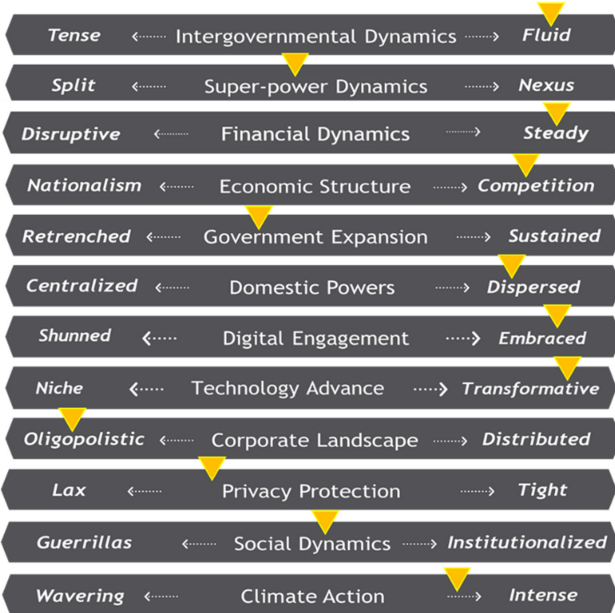 Tense Intergovernmental Dynamics Fluid
Split Super-power Dynamics Nexus
Disruptive Financial Dynamics Steady
Nationalism Economic Structure Competition
Retrenched Government Expansion Sustained
Centralized Domestic Powers Dispersed
Shunned Digital Engagement Embraced
Niche Technology Advance Transformative
Oligopolistic Corporate Landscape Distributed
Lax Privacy Protection Tight
Guerrillas Social Dynamics Institutionalized
Wavering Climate Action Intense